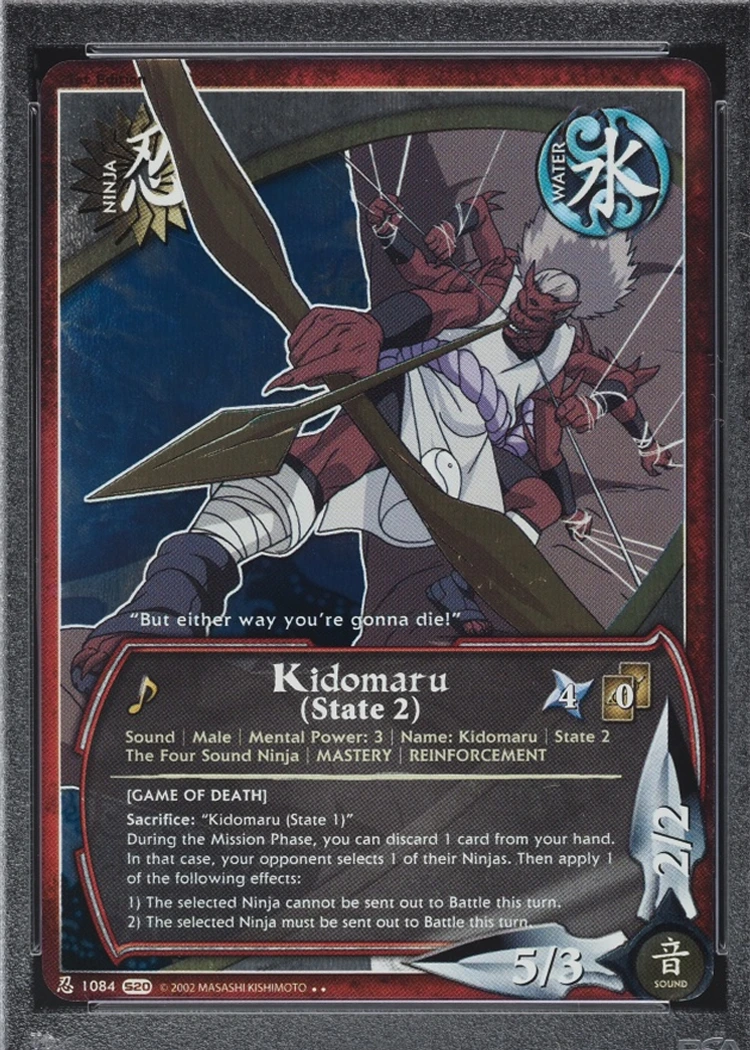 1st Edition
NINJA
忍
WATER
水
"But either way you're gonna die!"
Kidomaru
(State 2)
4
0
Sound | Male | Mental Power: 3 | Name: Kidomaru | State 2
The Four Sound Ninja | MASTERY | REINFORCEMENT
[GAME OF DEATH]
Sacrifice: "Kidomaru (State 1)"
During the Mission Phase, you can discard 1 card from your hand.
In that case, your opponent selects 1 of their Ninjas. Then apply 1
of the following effects:
1) The selected Ninja cannot be sent out to Battle this turn.
2) The selected Ninja must be sent out to Battle this turn.
2/2
5/3
音
SOUND
忍 1084 S20 © 2002 MASASHI KISHIMOTO
PSA